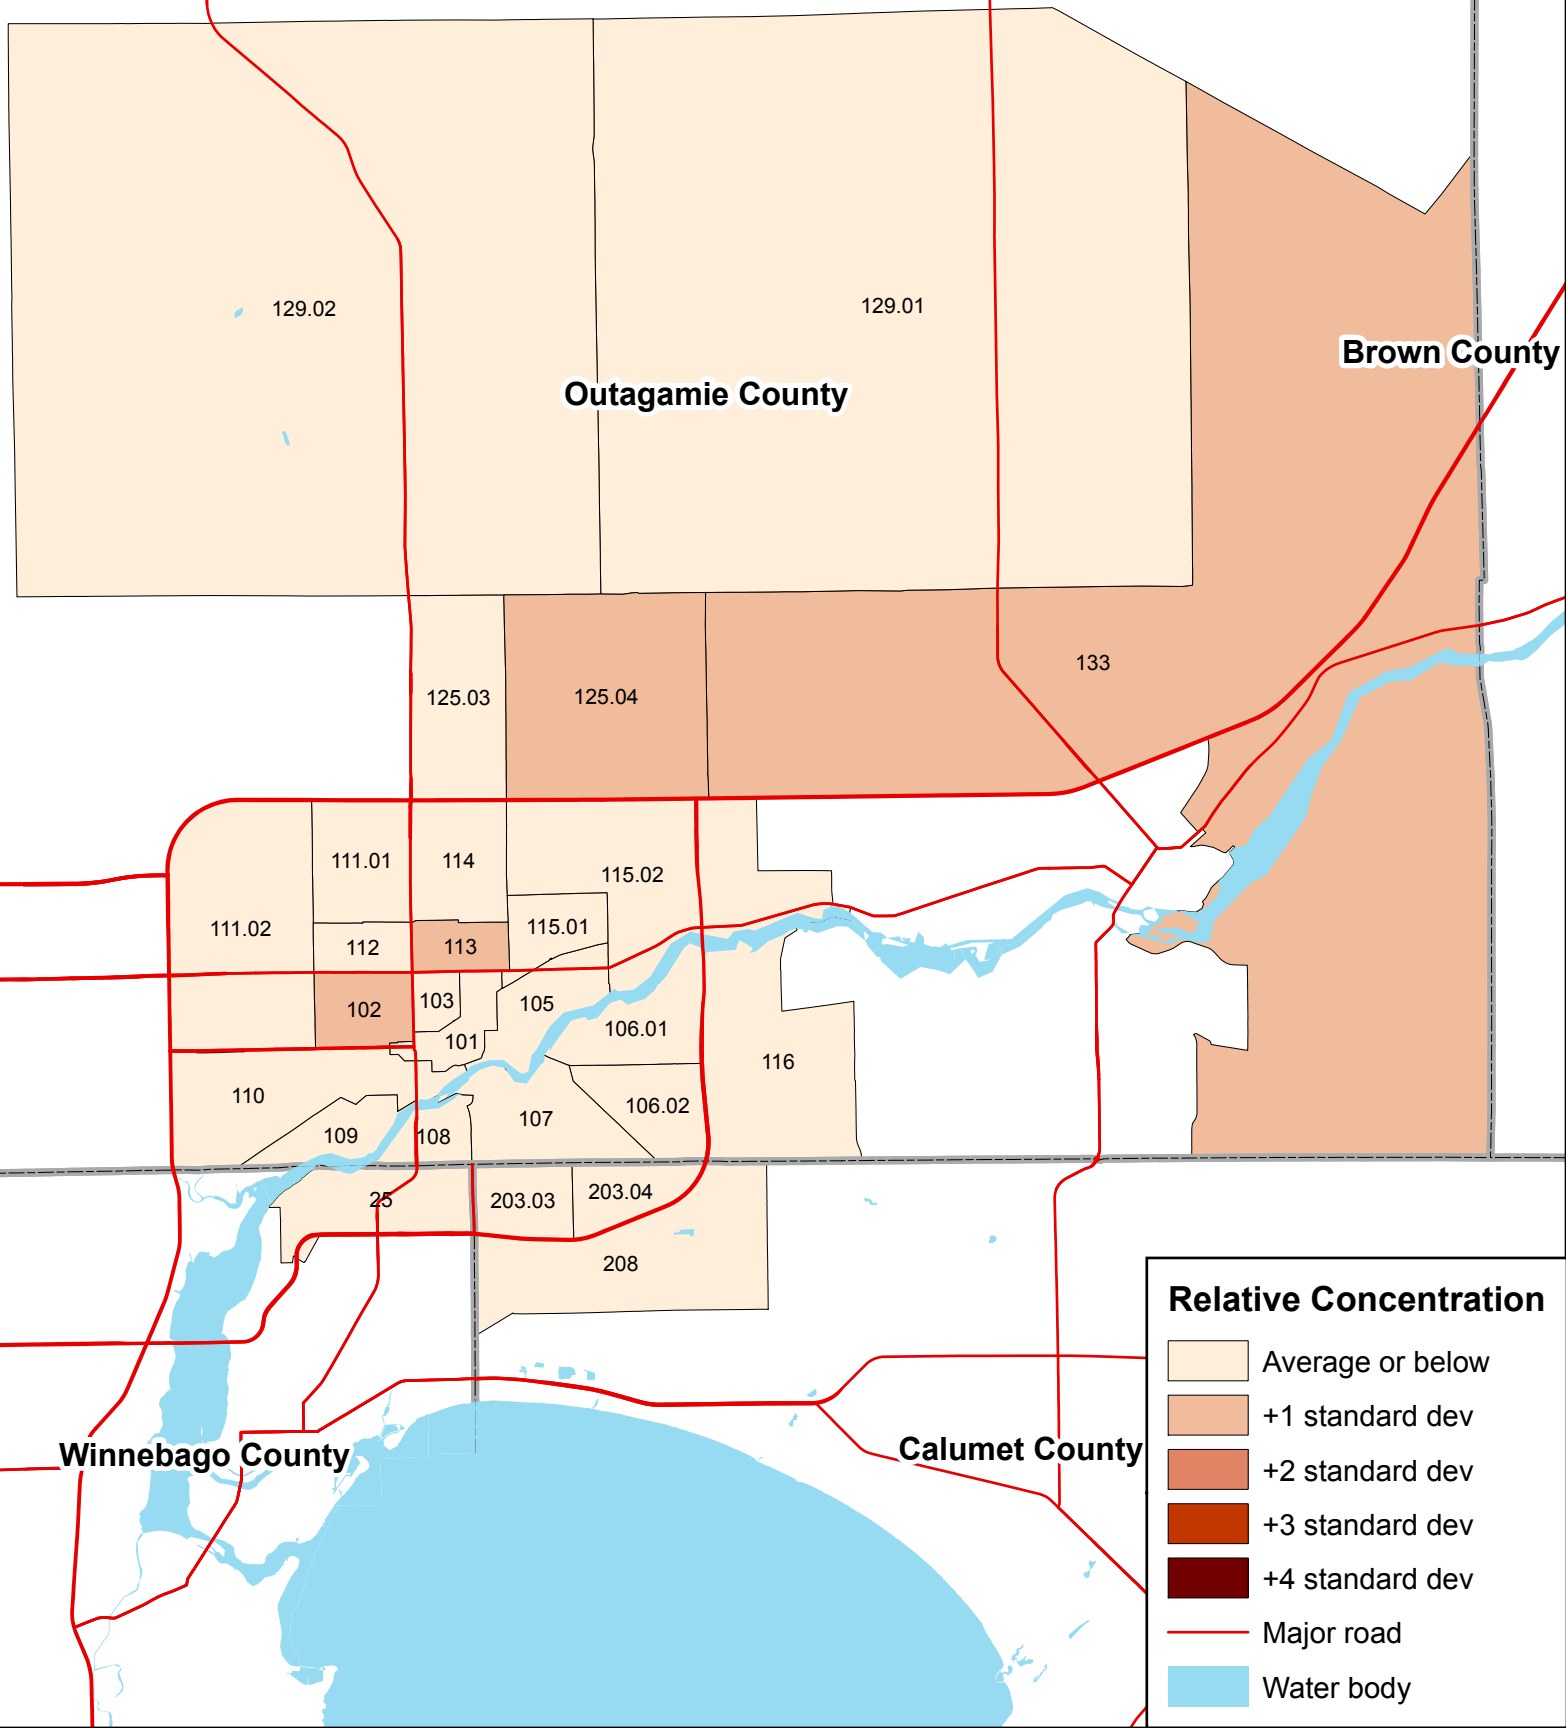 129.02
129.01
Brown County
Outagamie County
133
125.03
125.04
111.01
114
115.02
111.02
115.01
112
113
102
103
105
106.01
101
116
110
106.02
107
109
108
25
203.03
203.04
208
Relative Concentration
Average or below
+1 standard dev
Winnebago County
Calumet County
+2 standard dev
+3 standard dev
+4 standard dev
Major road
Water body